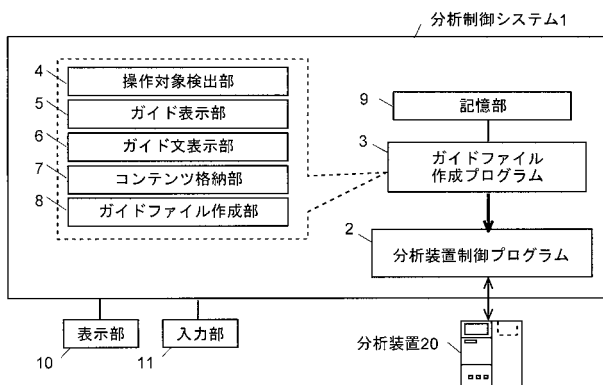 分析制御システム1
4
操作対象検出部
5
ガイド表示部
6
ガイド文表示部
7
コンテンツ格納部
8
ガイドファイル作成部
9
記憶部
3
ガイドファイル
作成プログラム
2
分析装置制御プログラム
表示部
10
入力部
11
分析装置20